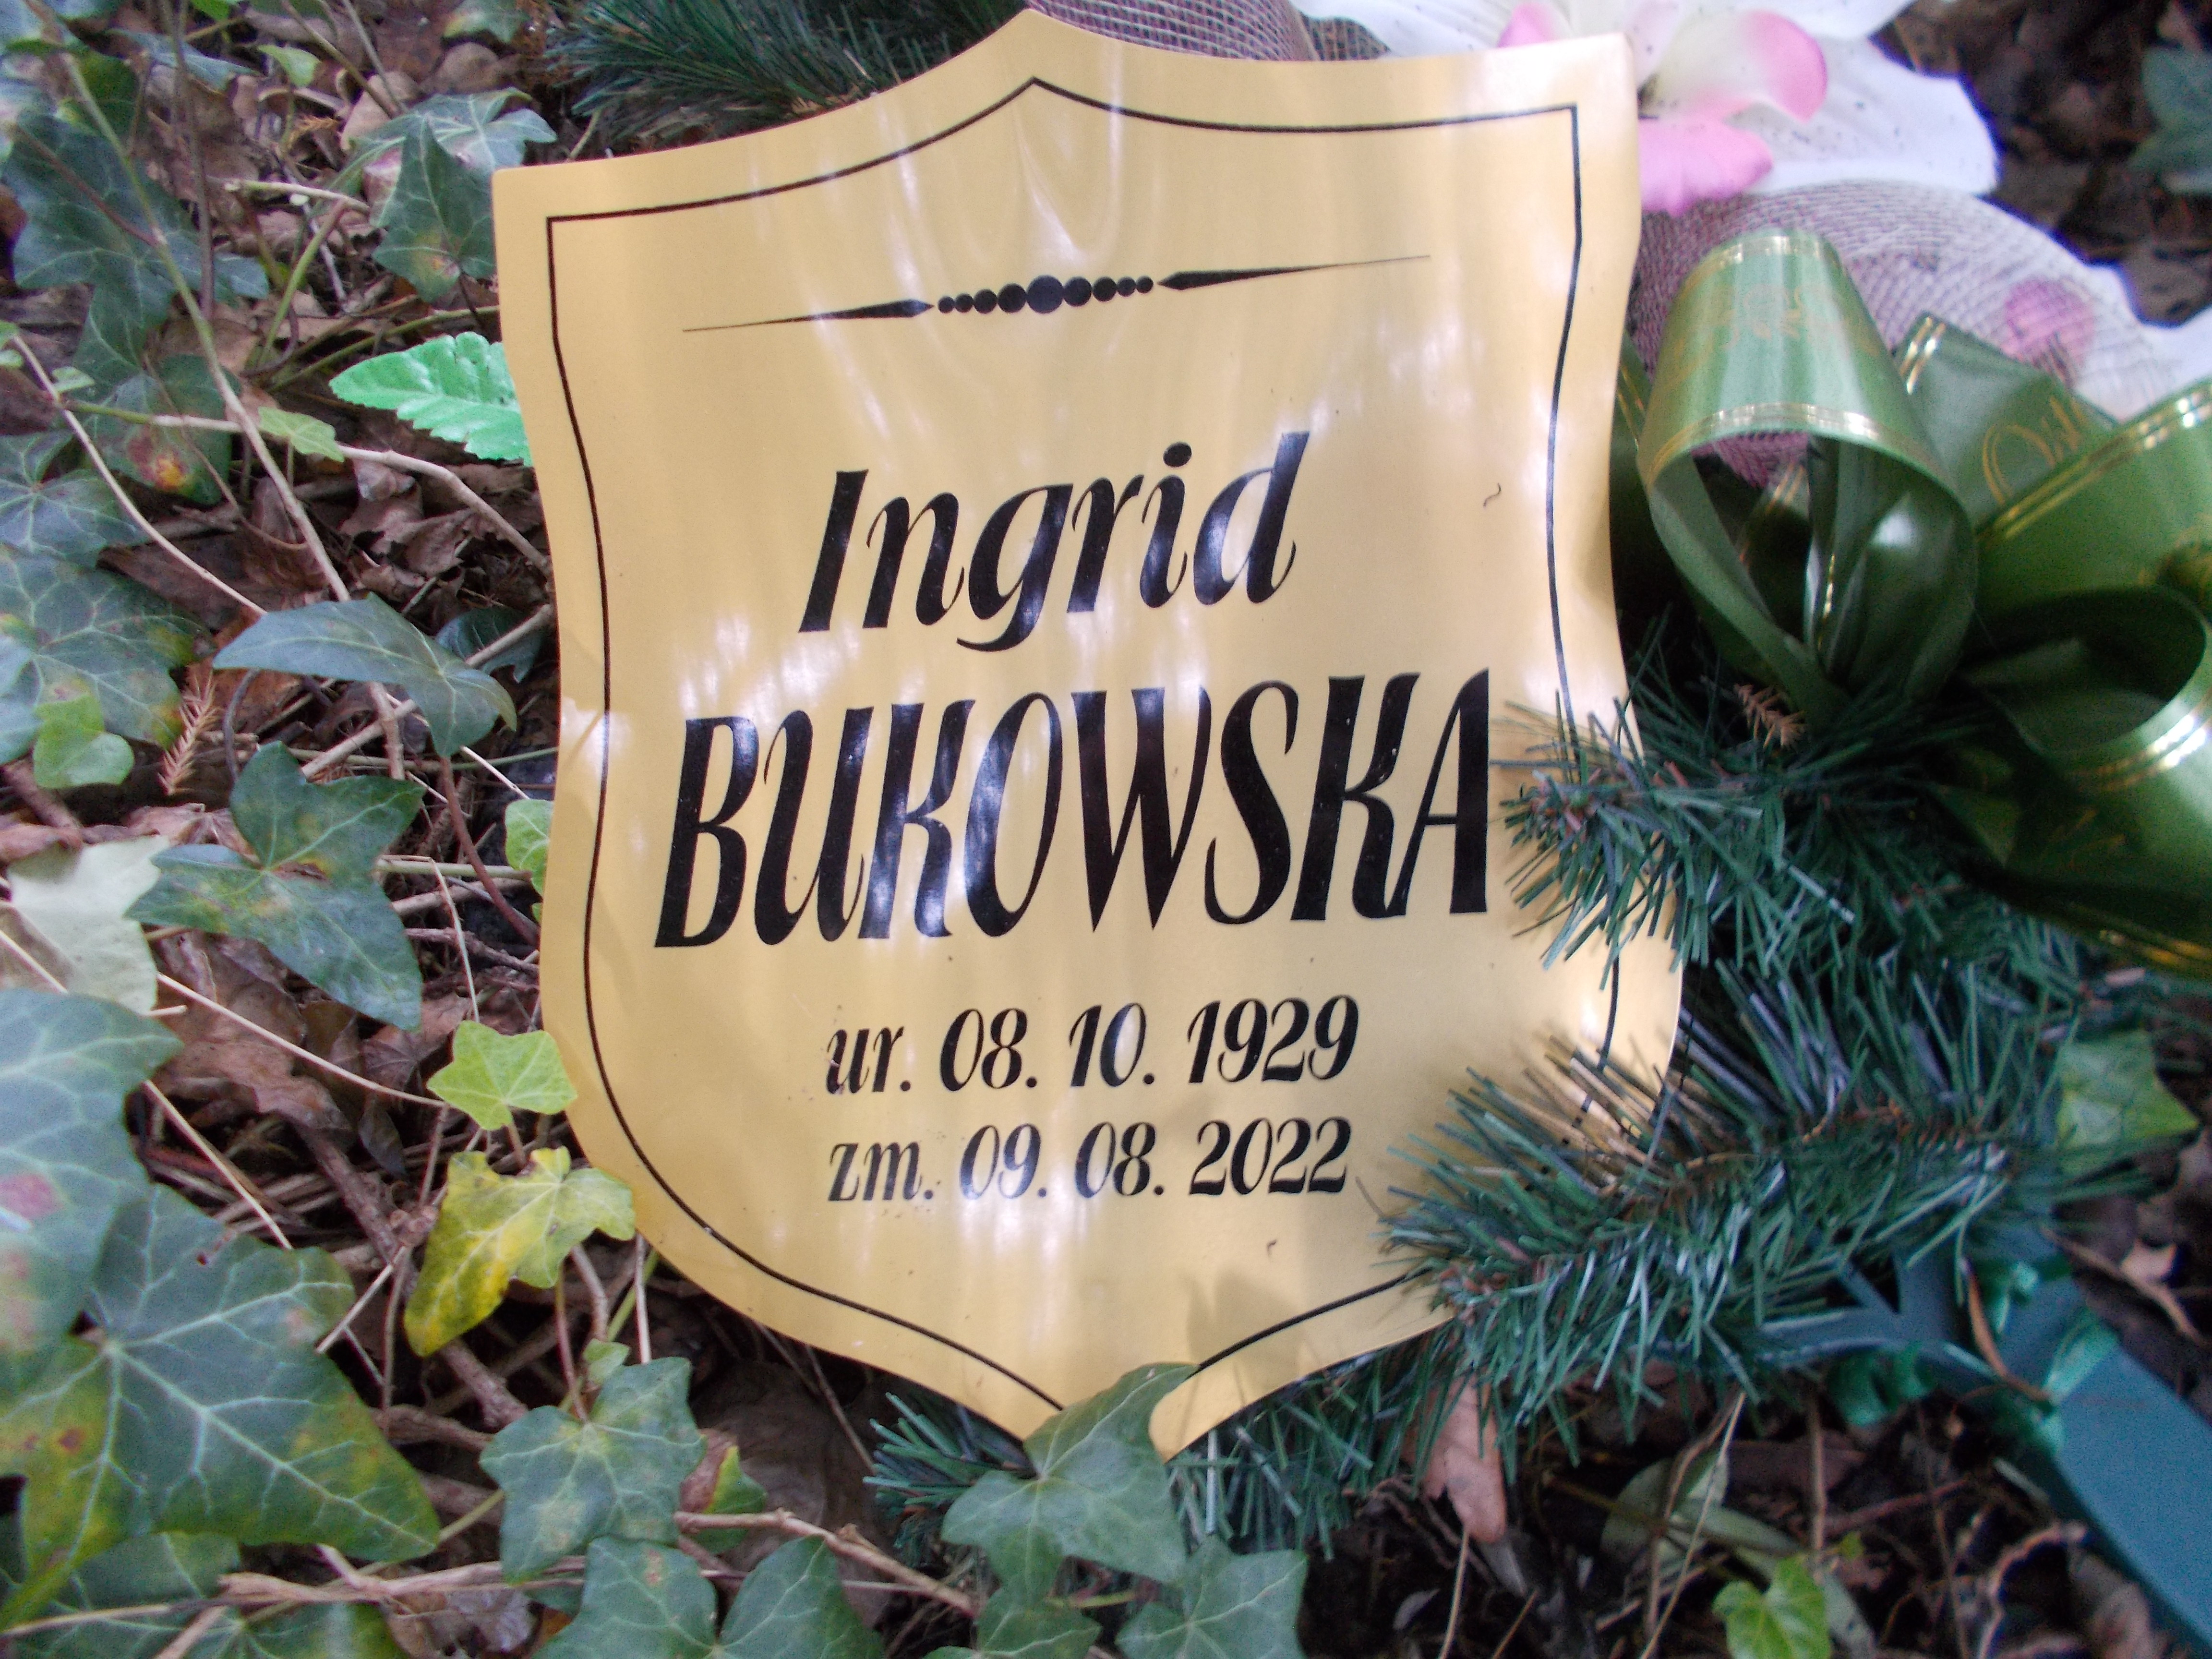 Ingrid
BUKOWSKA
ur. 08. 10. 1929
zm. 09. 08. 2022